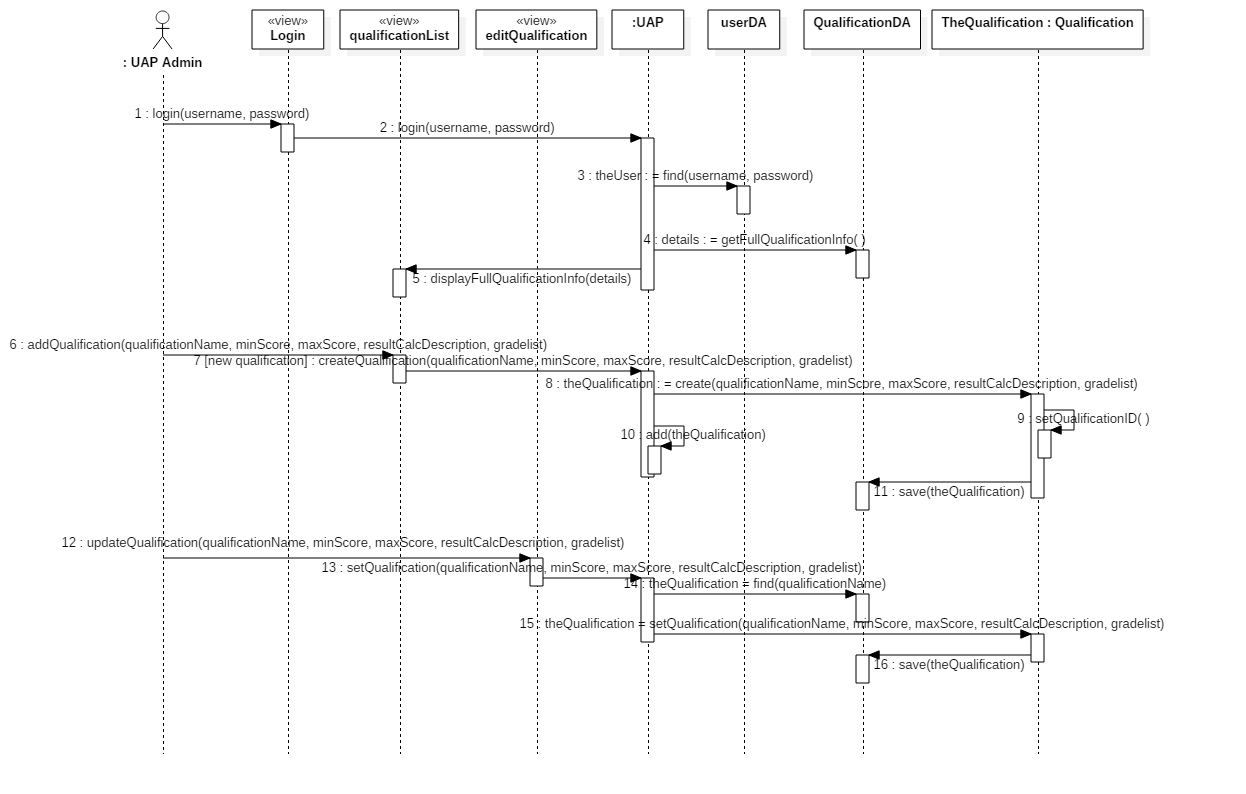 «view»
Login
«view»
qualificationList
«view»
editQualification
:UAP
userDA
QualificationDA
TheQualification : Qualification
: UAP Admin
1 : login(username, password)
2 : login(username, password)
3 : theUser : = find(username, password)
4 : details : = getFullQualificationInfo( )
5 : displayFullQualificationInfo(details)
6 : addQualification(qualificationName, minScore, maxScore, resultCalcDescription, gradelist)
7 [new qualification] : createQualification(qualificationName, minScore, maxScore, resultCalcDescription, gradelist)
8 : theQualification : = create(qualificationName, minScore, maxScore, resultCalcDescription, gradelist)
9 : setQualificationID( )
10 : add(theQualification)
11 : save(theQualification)
12 : updateQualification(qualificationName, minScore, maxScore, resultCalcDescription, gradelist)
13 : setQualification(qualificationName, minScore, maxScore, resultCalcDescription, gradelist)
14 : theQualification = find(qualificationName)
15 : theQualification = setQualification(qualificationName, minScore, maxScore, resultCalcDescription, gradelist)
16 : save(theQualification)